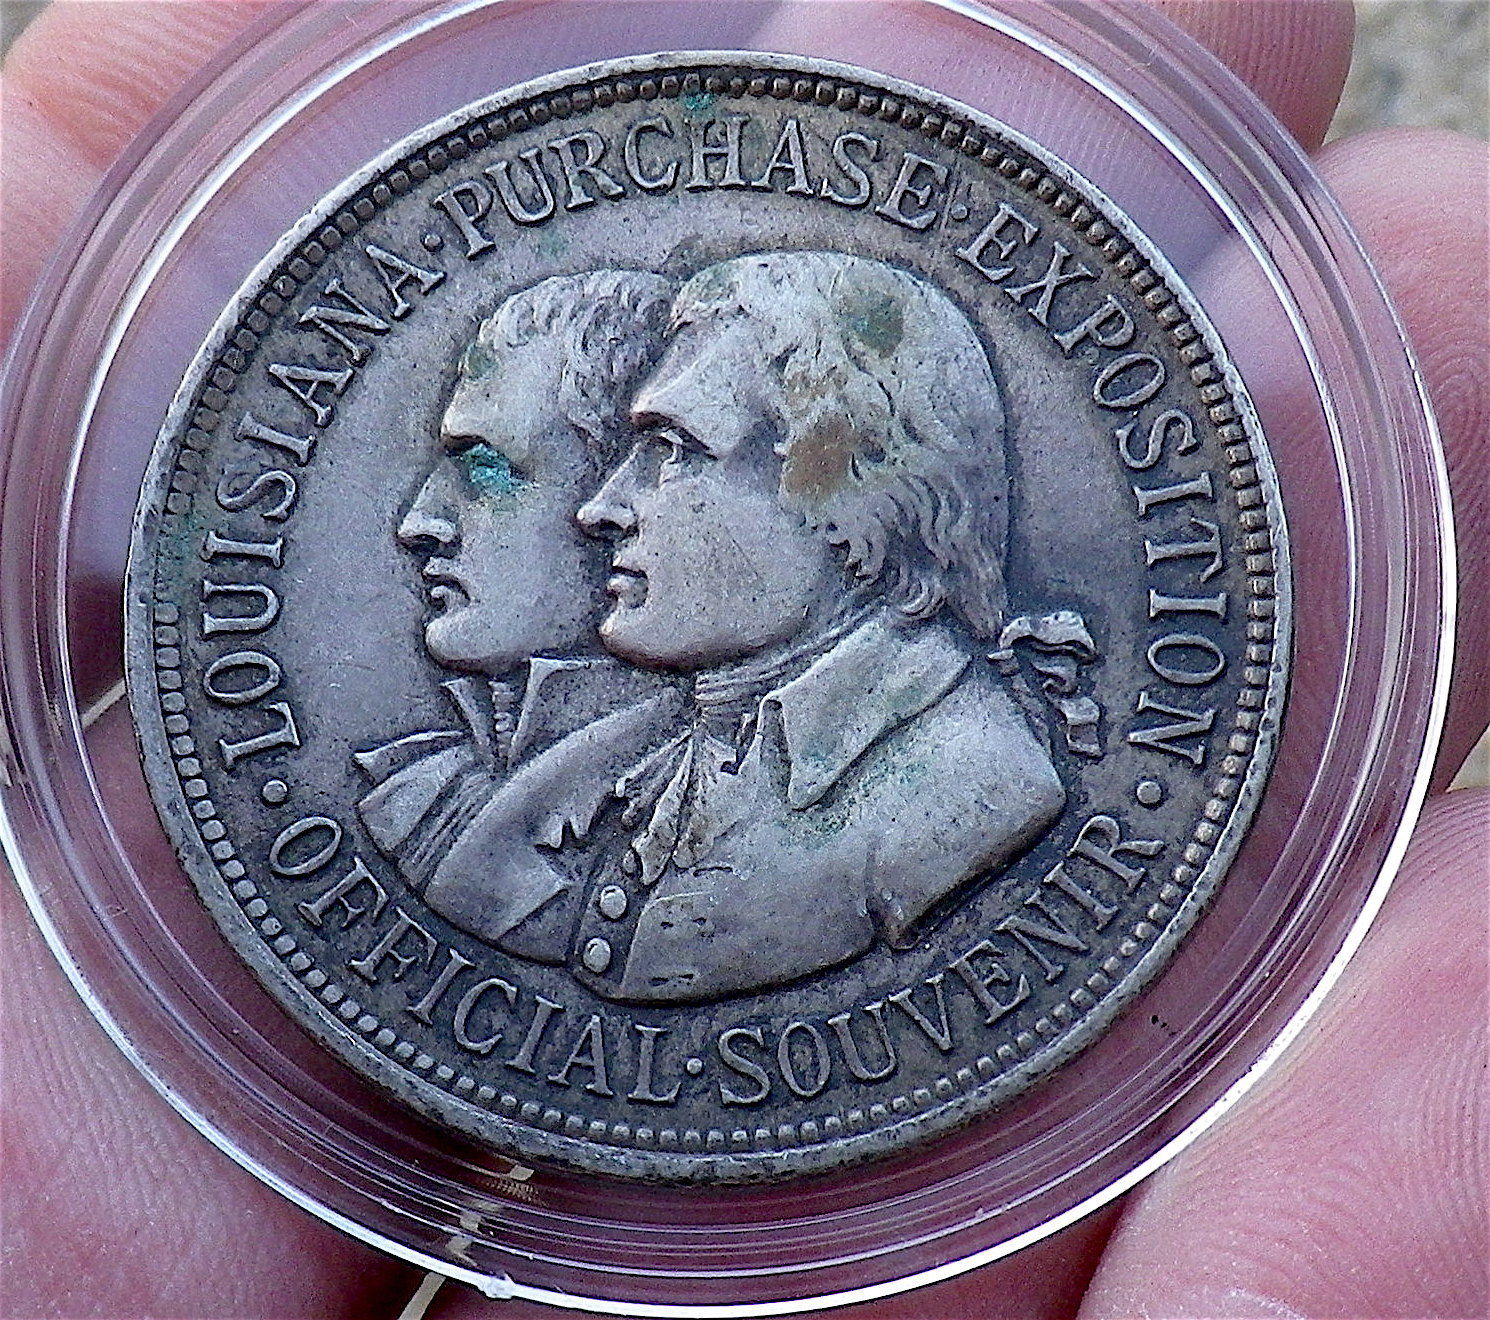 LOUISIANA · PURCHASE · EXPOSITION ·
OFFICIAL · SOUVENIR ·